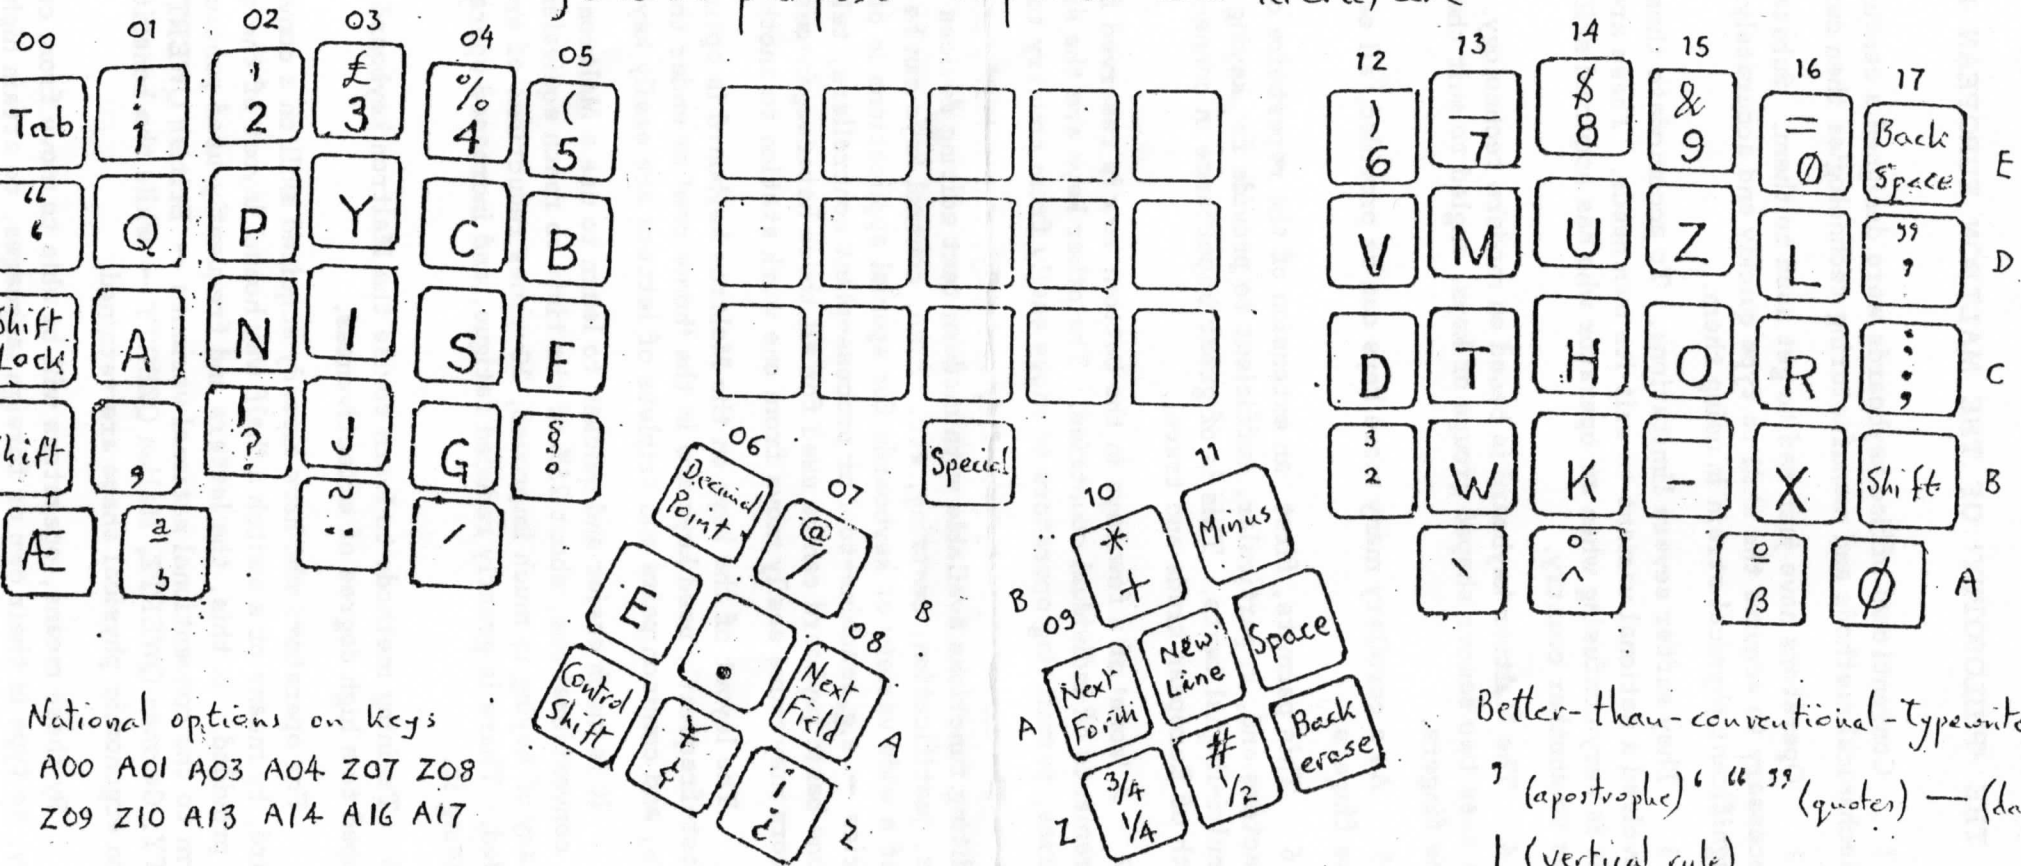 00 01 02 03 04 05 12 13 14 15 16 17
Tab 1 2 £ 3 % 4 ( 5 ) 6 7 $ 8 & 9 = Ø Back Space E
“ ‘ Q P Y C B V M U Z L ” ’ D
Shift Lock A N I S F D T H O R : ; C
Shift , ! ? J G § ° Special 3 2 W K — - X Shift B
Æ a 5 ~ ¨ ´ ` ° ^ o β Ø A
06 07 10 11
Decimal Point @ / * + Minus
B B
08 09
E . Next Field Next Form New Line Space
A A
Control Shift ¥ ¢ ¡ ¿ 3/4 1/4 # 1/2 Back erase
Z Z
National options on keys
A00 A01 A03 A04 Z07 Z08
Z09 Z10 A13 A14 A16 A17
Better-than-conventional-Typewrite
’ (apostrophe) ‘ “ ” (quotes) — (da
| (vertical rule)